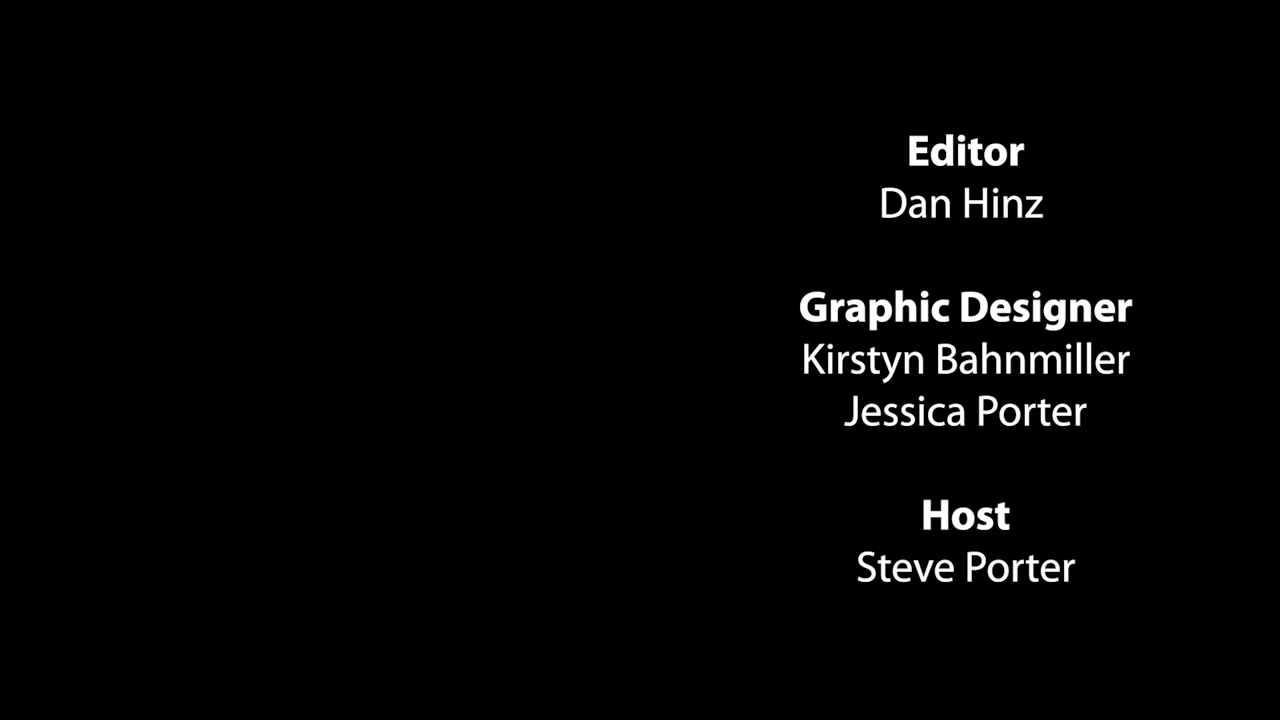 Editor
Dan Hinz
Graphic Designer
Kirstyn Bahnmiller
Jessica Porter
Host
Steve Porter